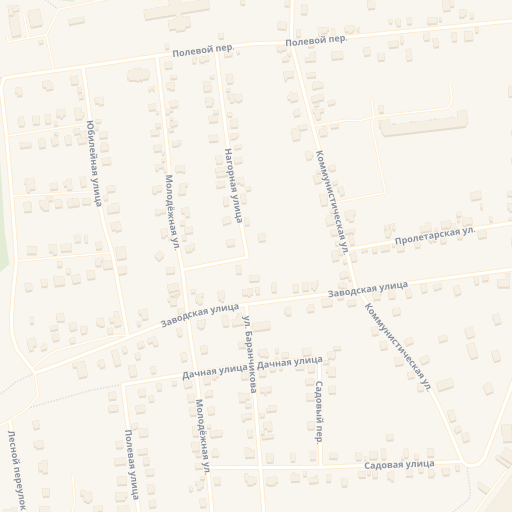 Полевой пер.
Полевой пер.
Юбилейная улица
Молодёжная ул.
Нагорная улица
Коммунистическая ул.
Пролетарская ул.
Заводская улица
Заводская улица
ул. Баранчикова
Коммунистическая ул.
Дачная улица
Дачная улица
Садовый пер.
Молодёжная ул.
Полевая улица
Лесной переулок
Садовая улица